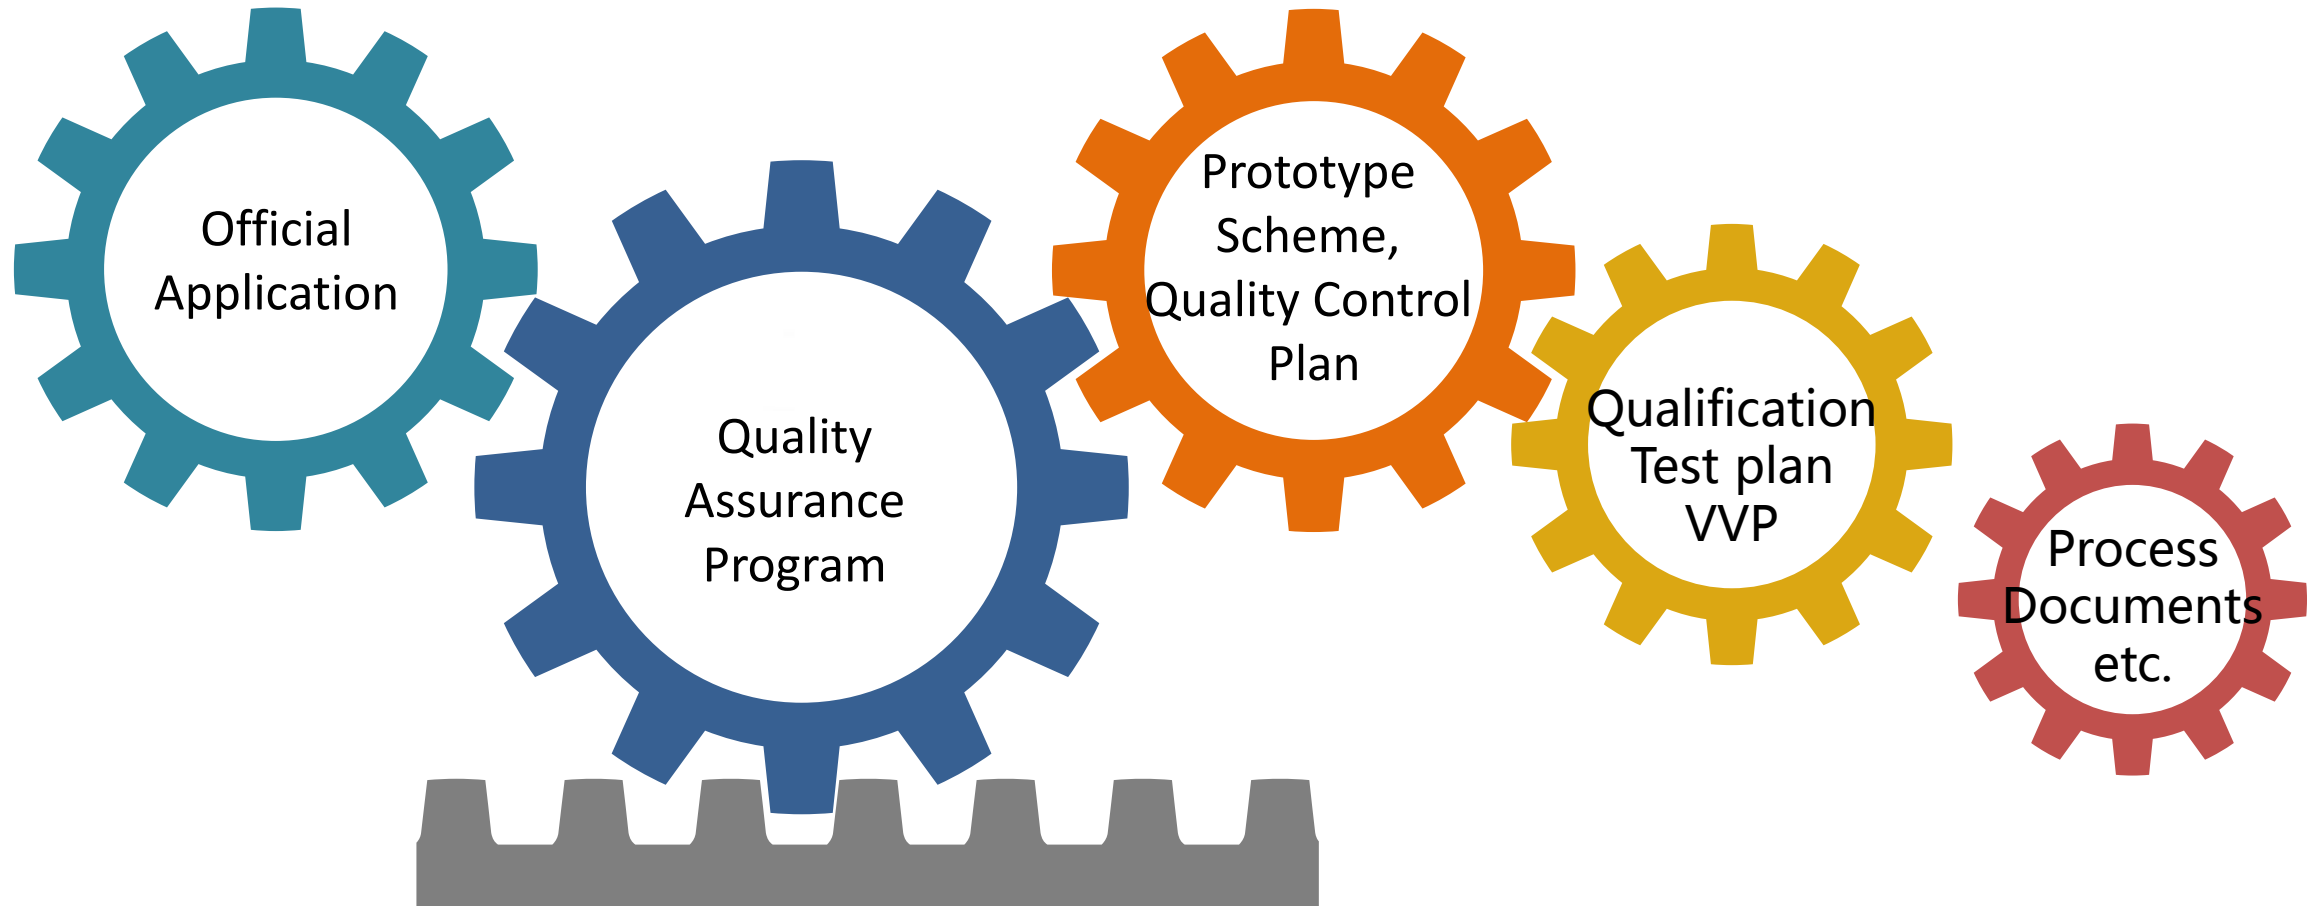 Official
Application
Quality
Assurance
Program
Prototype
Scheme,
Quality Control
Plan
Qualification
Test plan
VVP
Process
Documents
etc.